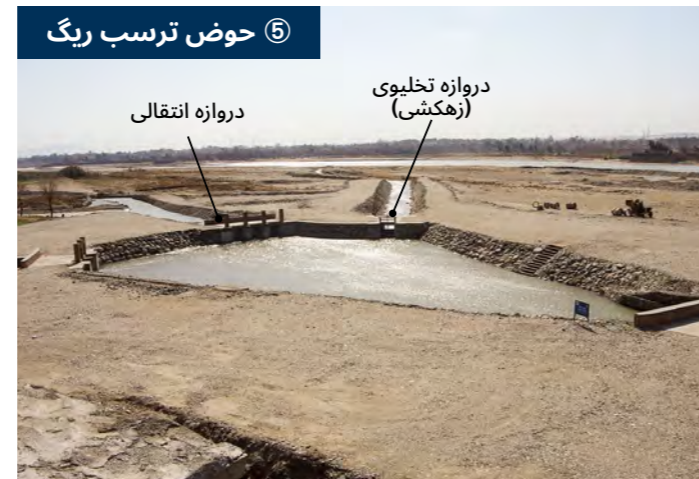 ⑤ حوض ترسب ریگ
دروازه تخلیوی
(زهکشی)
دروازه انتقالی